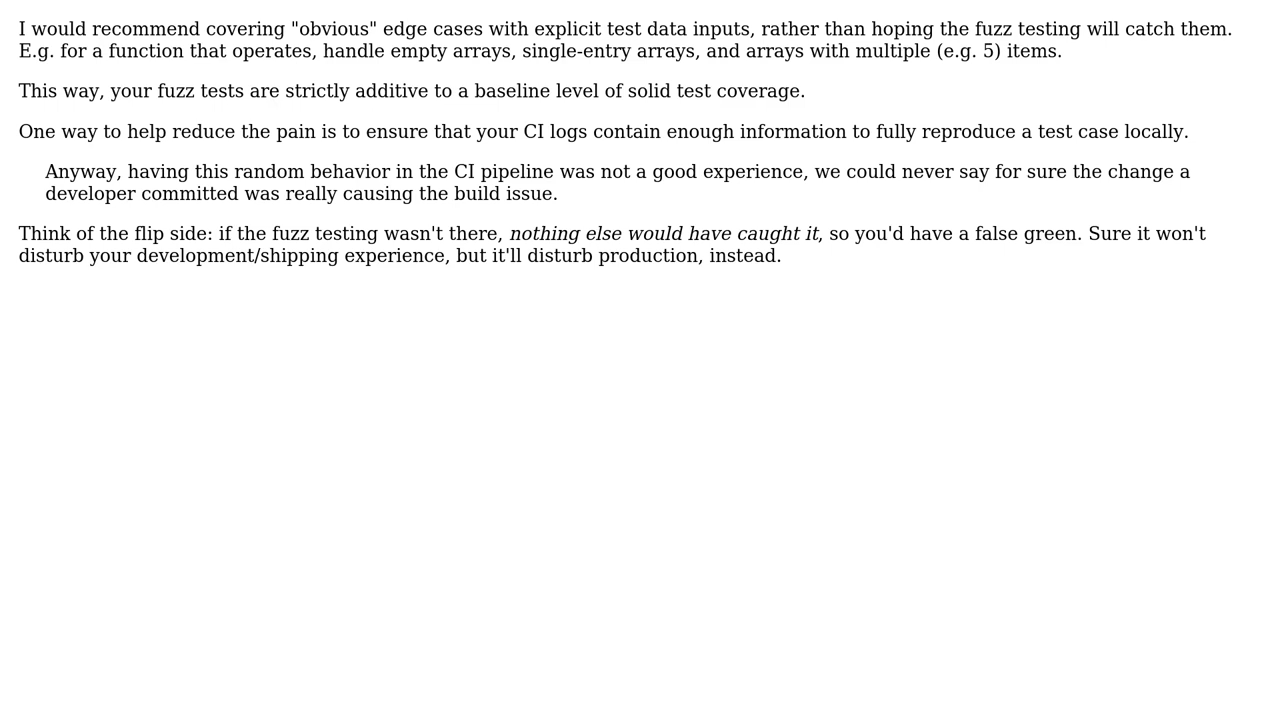 I would recommend covering "obvious" edge cases with explicit test data inputs, rather than hoping the fuzz testing will catch them.
E.g. for a function that operates, handle empty arrays, single-entry arrays, and arrays with multiple (e.g. 5) items.
This way, your fuzz tests are strictly additive to a baseline level of solid test coverage.
One way to help reduce the pain is to ensure that your CI logs contain enough information to fully reproduce a test case locally.
Anyway, having this random behavior in the CI pipeline was not a good experience, we could never say for sure the change a
developer committed was really causing the build issue.
Think of the flip side: if the fuzz testing wasn't there, nothing else would have caught it, so you'd have a false green. Sure it won't
disturb your development/shipping experience, but it'll disturb production, instead.